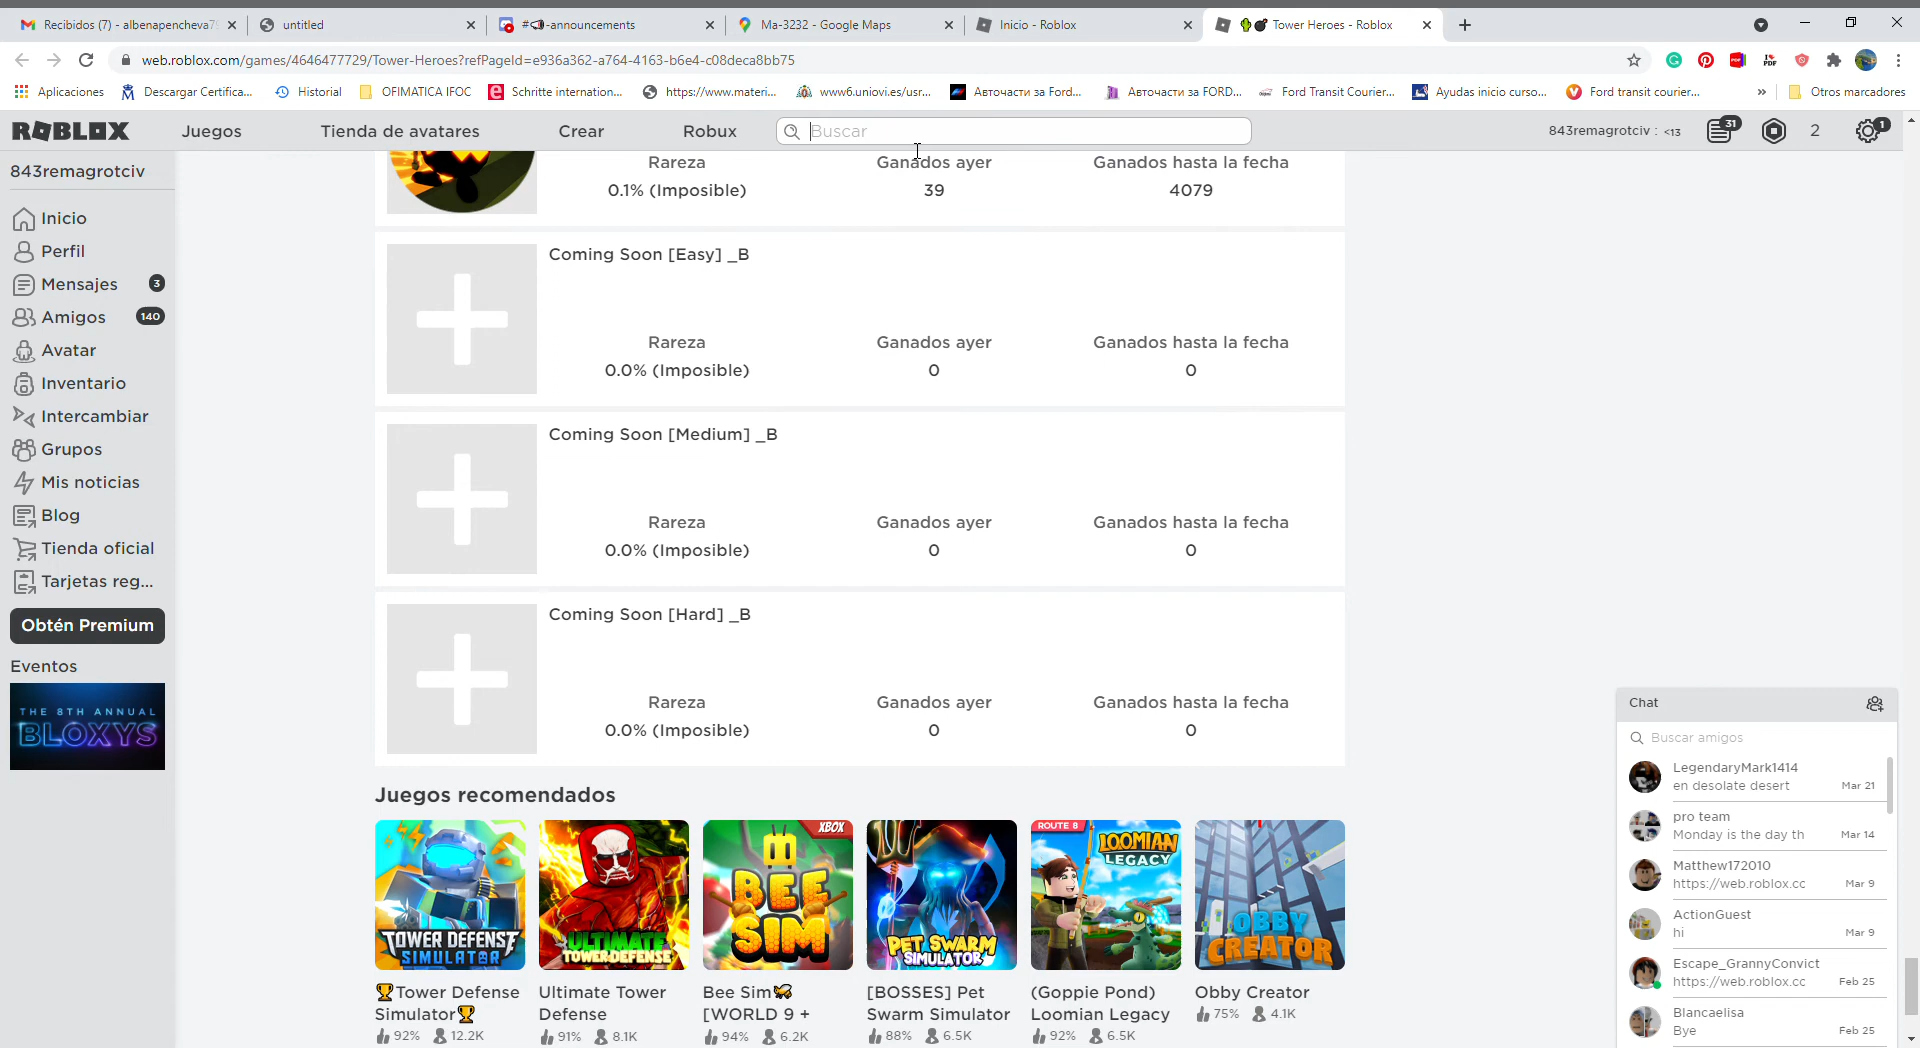 Recibidos (7) - albenapencheva79
untitled
#📢-announcements
Ma-3232 - Google Maps
Inicio - Roblox
🌵💣 Tower Heroes - Roblox
web.roblox.com/games/4646477729/Tower-Heroes?refPageId=e936a362-a764-4163-b6e4-c08deca8bb75
Aplicaciones
Descargar Certifica...
Historial
OFIMATICA IFOC
Schritte internation...
https://www.materi...
www6.uniovi.es/usr...
Авточасти за Ford...
Авточасти за FORD...
Ford Transit Courier...
Ayudas inicio curso...
Ford transit courier...
»
Otros marcadores
ROBLOX
Juegos
Tienda de avatares
Crear
Robux
Buscar
843remagrotciv : <13
31
2
1
843remagrotciv
Inicio
Perfil
Mensajes 3
Amigos 140
Avatar
Inventario
Intercambiar
Grupos
Mis noticias
Blog
Tienda oficial
Tarjetas reg...
Obtén Premium
Eventos
THE 8TH ANNUAL
BLOXYS
Rareza Ganados ayer Ganados hasta la fecha
0.1% (Imposible) 39 4079
Coming Soon [Easy] _B
Rareza Ganados ayer Ganados hasta la fecha
0.0% (Imposible) 0 0
Coming Soon [Medium] _B
Rareza Ganados ayer Ganados hasta la fecha
0.0% (Imposible) 0 0
Coming Soon [Hard] _B
Rareza Ganados ayer Ganados hasta la fecha
0.0% (Imposible) 0 0
Juegos recomendados
TOWER DEFENSE
SIMULATOR
🏆Tower Defense
Simulator🏆
92% 12.2K
ULTIMATE
TOWER DEFENSE
Ultimate Tower
Defense
91% 8.1K
XBOX
BEE
SIM
Bee Sim🐝
[WORLD 9 +
94% 6.2K
PET SWARM
SIMULATOR
[BOSSES] Pet
Swarm Simulator
88% 6.5K
ROUTE 8
LOOMIAN
LEGACY
(Goppie Pond)
Loomian Legacy
92% 6.5K
OBBY
CREATOR
Obby Creator
75% 4.1K
Chat
Buscar amigos
LegendaryMark1414
en desolate desert Mar 21
pro team
Monday is the day th Mar 14
Matthew172010
https://web.roblox.cc Mar 9
ActionGuest
hi Mar 9
Escape_GrannyConvict
https://web.roblox.cc Feb 25
Blancaelisa
Bye Feb 25